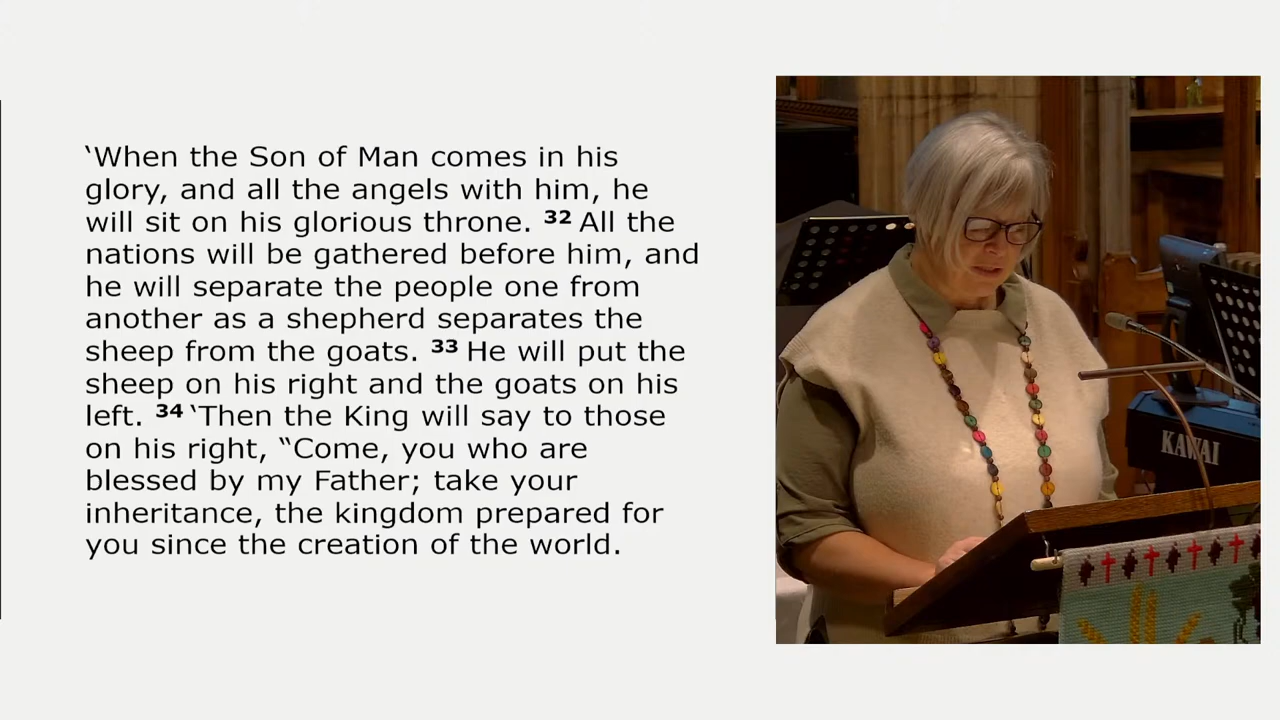 ‘When the Son of Man comes in his
glory, and all the angels with him, he
will sit on his glorious throne. 32 All the
nations will be gathered before him, and
he will separate the people one from
another as a shepherd separates the
sheep from the goats. 33 He will put the
sheep on his right and the goats on his
left. 34 ‘Then the King will say to those
on his right, “Come, you who are
blessed by my Father; take your
inheritance, the kingdom prepared for
you since the creation of the world.
KAWAI